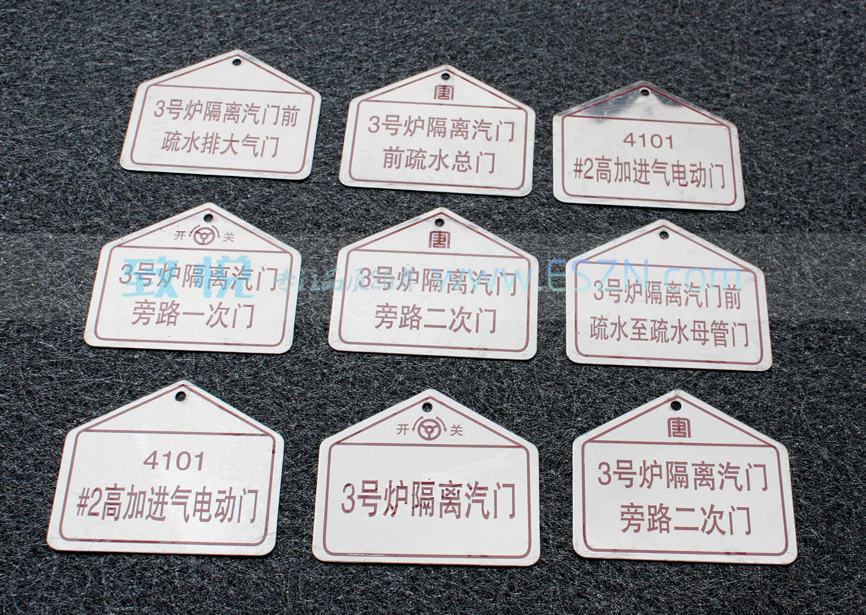 3号炉隔离汽门前
疏水排大气门
3号炉隔离汽门
前疏水总门
4101
#2高加进气电动门
开 关
3号炉隔离汽门
旁路一次门
3号炉隔离汽门
旁路二次门
3号炉隔离汽门前
疏水至疏水母管门
致悦
www.ESZN.com
4101
#2高加进气电动门
开 关
3号炉隔离汽门
3号炉隔离汽门
旁路二次门